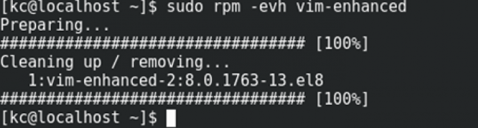 [kc@localhost ~]$ sudo rpm -evh vim-enhanced
Preparing...
################################# [100%]
Cleaning up / removing...
   1:vim-enhanced-2:8.0.1763-13.el8
################################# [100%]
[kc@localhost ~]$